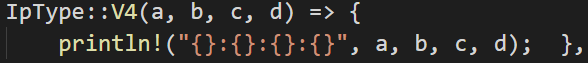 IpType::V4(a, b, c, d) => {
println!("{}:{}:{}:{}", a, b, c, d);  },